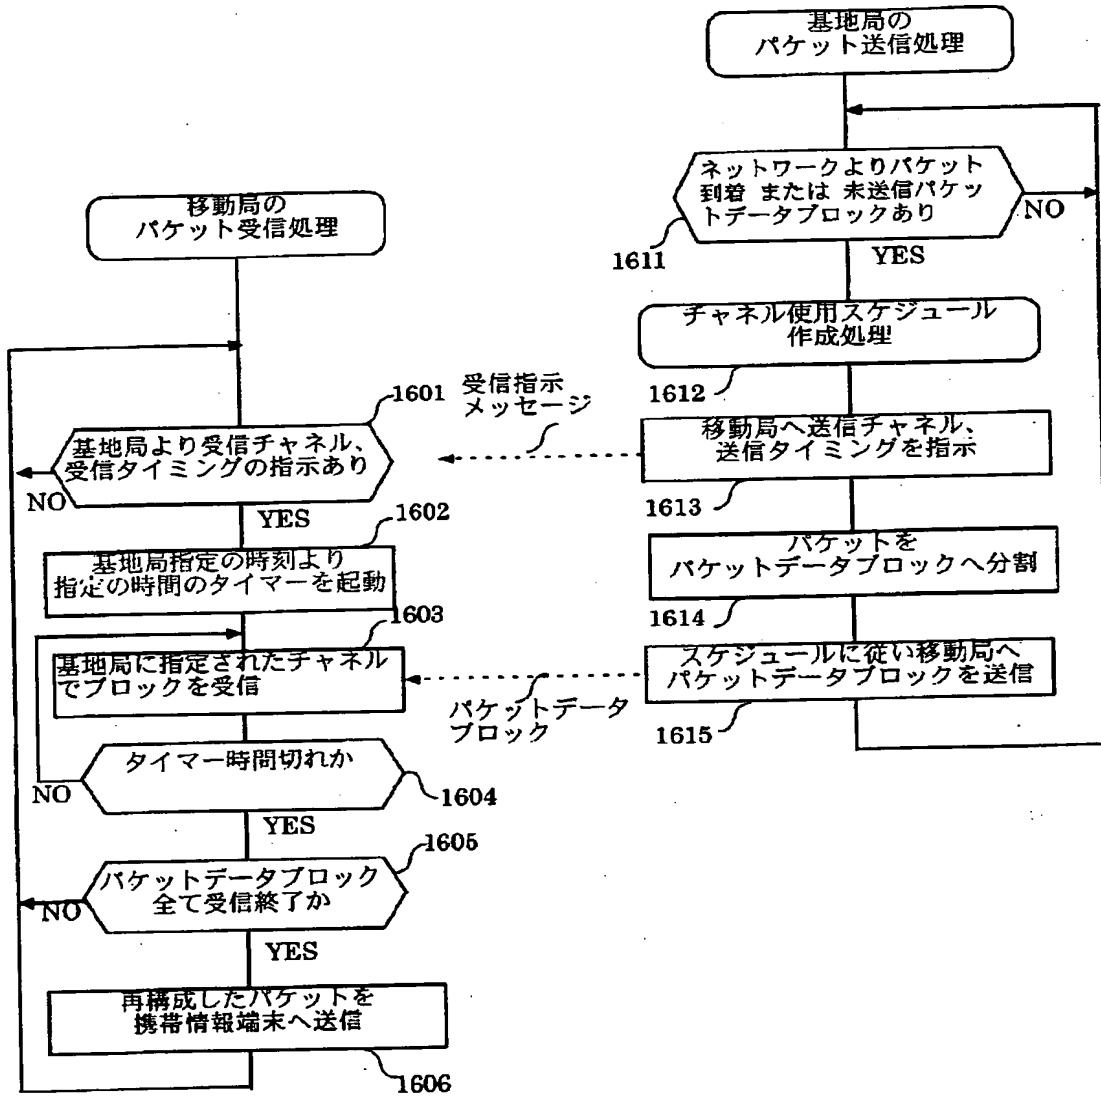 基地局の
パケット送信処理
ネットワークよりパケット
到着 または 未送信パケッ
トデータブロックあり
NO
1611
YES
チャネル使用スケジュール
作成処理
1612
移動局へ送信チャネル、
送信タイミングを指示
1613
パケットを
パケットデータブロックへ分割
1614
スケジュールに従い移動局へ
パケットデータブロックを送信
1615
受信指示
メッセージ
パケットデータ
ブロック
移動局の
パケット受信処理
1601
基地局より受信チャネル、
受信タイミングの指示あり
NO
YES
1602
基地局指定の時刻より
指定の時間のタイマーを起動
1603
基地局に指定されたチャネル
でブロックを受信
タイマー時間切れか
NO
1604
YES
1605
パケットデータブロック
全て受信終了か
NO
YES
再構成したパケットを
携帯情報端末へ送信
1606